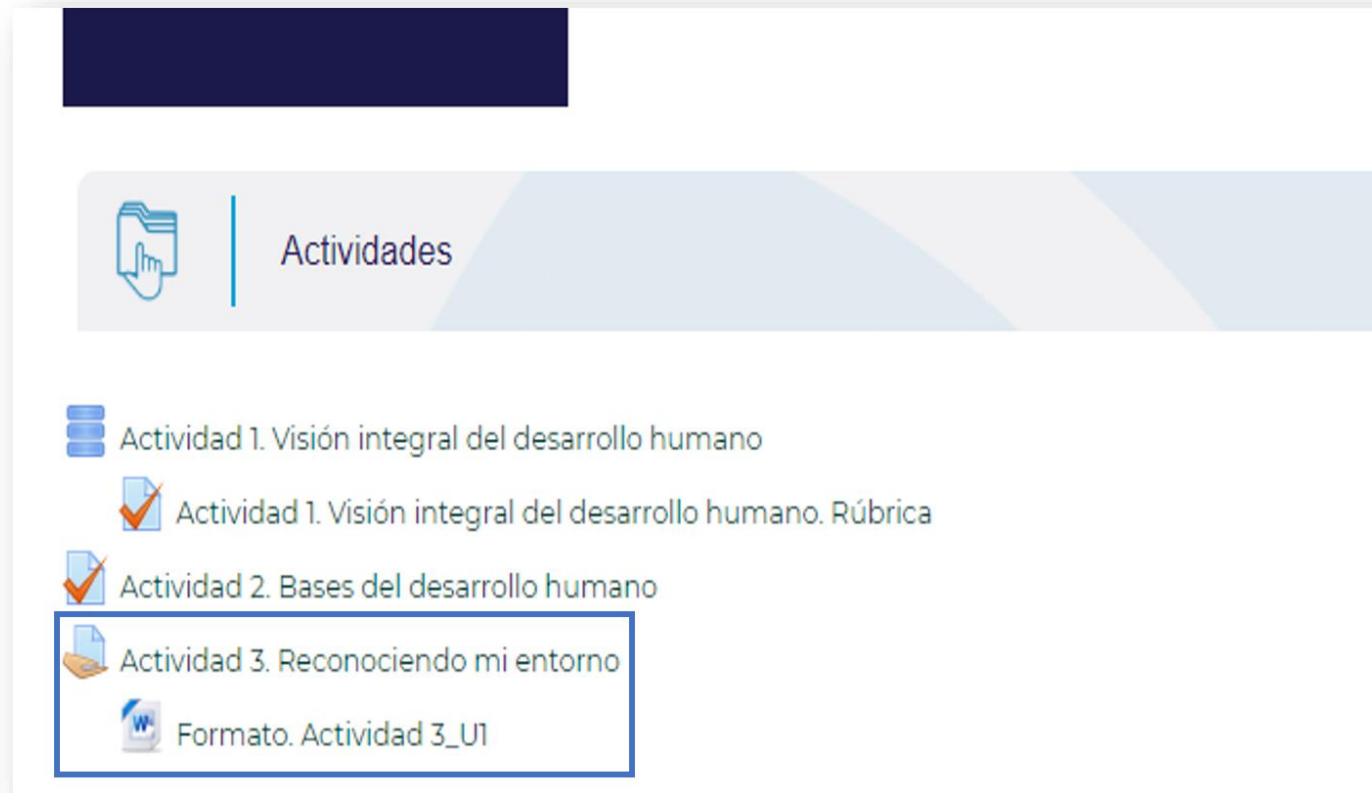 Actividades
Actividad 1. Visión integral del desarrollo humano
Actividad 1. Visión integral del desarrollo humano. Rúbrica
Actividad 2. Bases del desarrollo humano
Actividad 3. Reconociendo mi entorno
Formato. Actividad 3_U1